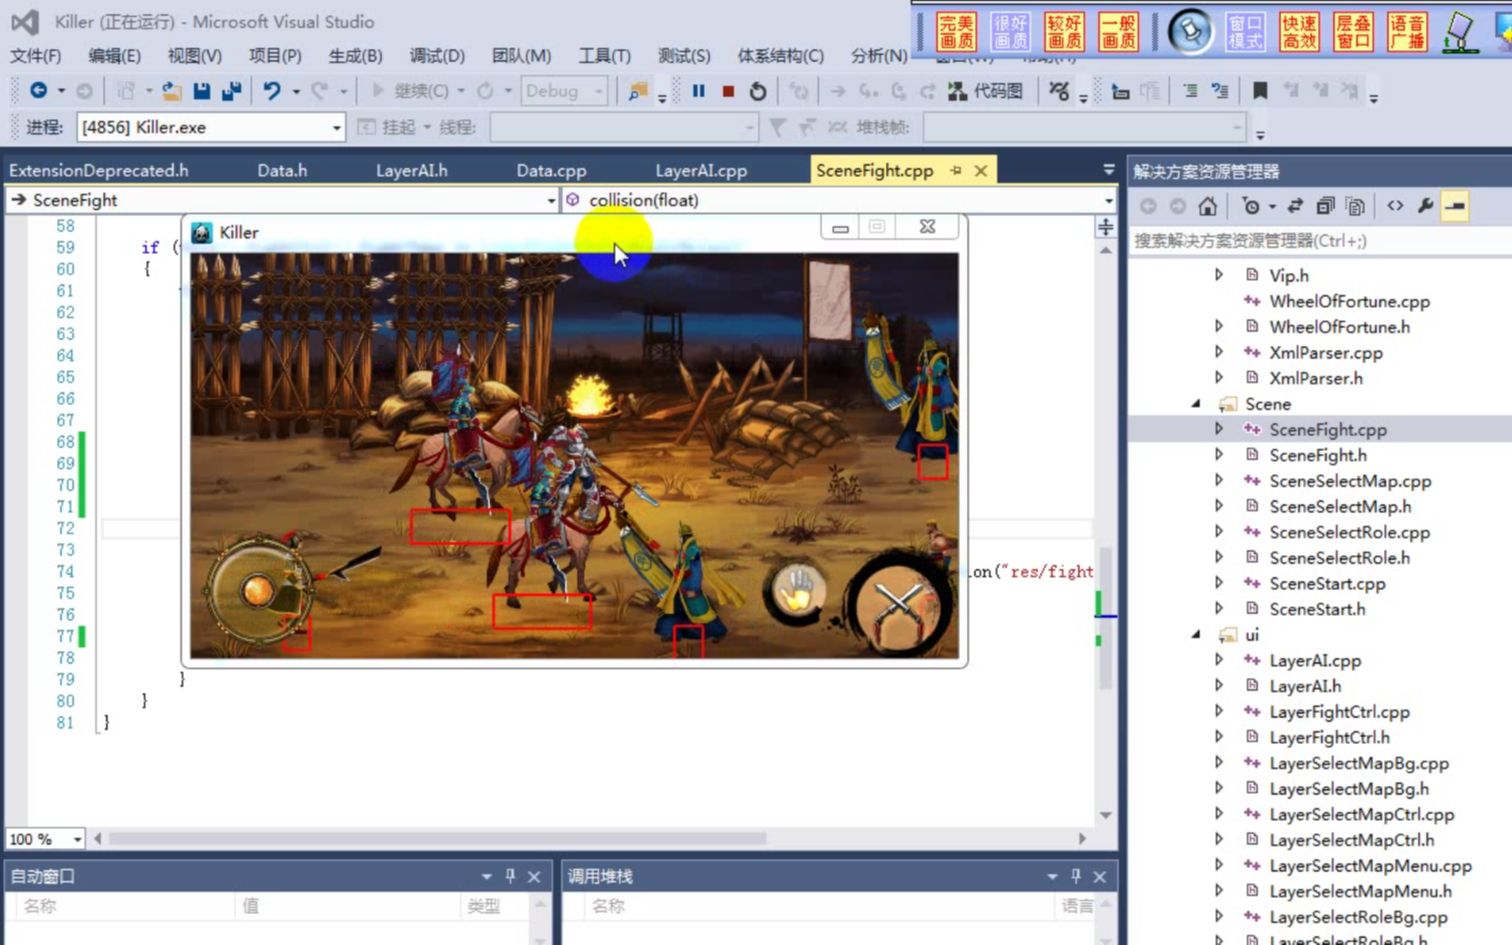 Killer (正在运行) - Microsoft Visual Studio
完美画质
很好画质
较好画质
一般画质
窗口模式
快速高效
层叠窗口
语音广播
文件(F) 编辑(E) 视图(V) 项目(P) 生成(B) 调试(D) 团队(M) 工具(T) 测试(S) 体系结构(C) 分析(N)
继续(C) Debug 代码图
进程: [4856] Killer.exe 挂起 线程: 堆栈帧:
ExtensionDeprecated.h Data.h LayerAI.h Data.cpp LayerAI.cpp SceneFight.cpp
SceneFight collision(float)
58
59 if (
60 {
61
62
63
64
65
66
67
68
69
70
71
72
73
74 on("res/fight
75
76
77
78
79 }
80 }
81 }
Killer
100 %
自动窗口
名称 值 类型
调用堆栈
名称 语言
解决方案资源管理器
搜索解决方案资源管理器(Ctrl+;)
Vip.h
WheelOfFortune.cpp
WheelOfFortune.h
XmlParser.cpp
XmlParser.h
Scene
SceneFight.cpp
SceneFight.h
SceneSelectMap.cpp
SceneSelectMap.h
SceneSelectRole.cpp
SceneSelectRole.h
SceneStart.cpp
SceneStart.h
ui
LayerAI.cpp
LayerAI.h
LayerFightCtrl.cpp
LayerFightCtrl.h
LayerSelectMapBg.cpp
LayerSelectMapBg.h
LayerSelectMapCtrl.cpp
LayerSelectMapCtrl.h
LayerSelectMapMenu.cpp
LayerSelectMapMenu.h
LayerSelectRoleBg.cpp
LayerSelectRoleBg.h